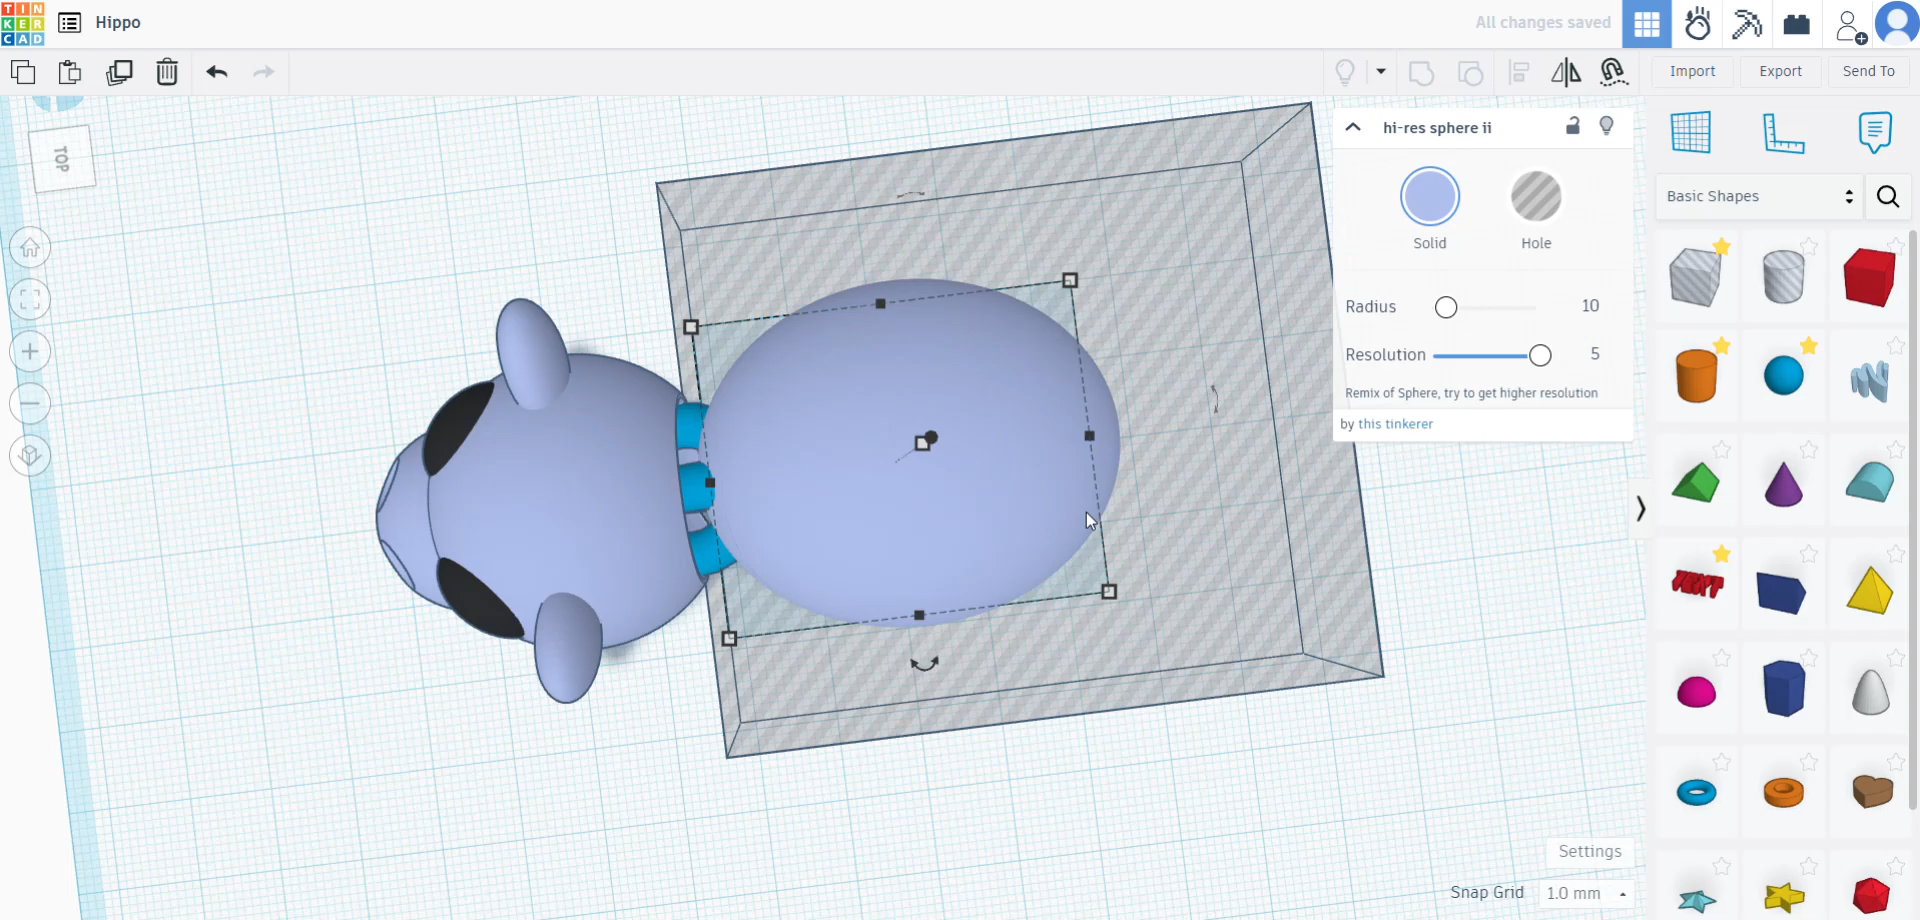 TIN
KER
CAD
Hippo
All changes saved
Import
Export
Send To
TOP
hi-res sphere ii
Solid
Hole
Radius
10
Resolution
5
Remix of Sphere, try to get higher resolution
by this tinkerer
Basic Shapes
TEXT
Settings
Snap Grid
1.0 mm